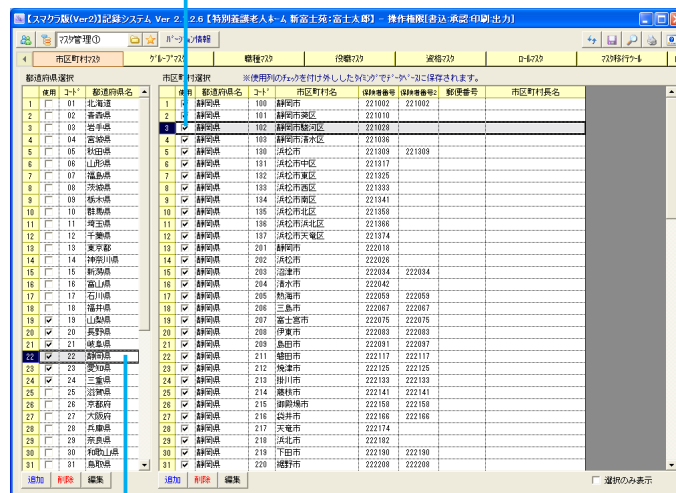 【スマクラ版(Ver2)】記録システム Ver 2. .2.6【特別養護老人ホーム 新富士苑:富士太郎】 - 操作権限[書込･承認･印刷･出力]
ﾏｽﾀ管理① ﾊﾞｰｼﾞｮﾝ情報
市区町村ﾏｽﾀ ｸﾞﾙｰﾌﾟﾏｽﾀ 職種ﾏｽﾀ 役職ﾏｽﾀ 資格ﾏｽﾀ ﾛｰﾙﾏｽﾀ ﾏｽﾀ移行ﾂｰﾙ
都道府県選択 市区町村選択 ※使用列のﾁｪｯｸを付け外ししたﾀｲﾐﾝｸﾞでﾃﾞｰﾀﾍﾞｰｽに保存されます。
使用 ｺｰﾄﾞ 都道府県名 使用 都道府県名 ｺｰﾄﾞ 市区町村名 保険者番号 保険者番号2 郵便番号 市区町村長名
1 01 北海道 1 静岡県 100 静岡市 221002 221002
2 02 青森県 2 静岡県 101 静岡市葵区 221010
3 03 岩手県 3 静岡県 102 静岡市駿河区 221028
4 04 宮城県 4 静岡県 103 静岡市清水区 221036
5 05 秋田県 5 静岡県 130 浜松市 221309 221309
6 06 山形県 6 静岡県 131 浜松市中区 221317
7 07 福島県 7 静岡県 132 浜松市東区 221325
8 08 茨城県 8 静岡県 133 浜松市西区 221333
9 09 栃木県 9 静岡県 134 浜松市南区 221341
10 10 群馬県 10 静岡県 135 浜松市北区 221358
11 11 埼玉県 11 静岡県 136 浜松市浜北区 221366
12 12 千葉県 12 静岡県 137 浜松市天竜区 221374
13 13 東京都 13 静岡県 201 静岡市 222018
14 14 神奈川県 14 静岡県 202 浜松市 222026
15 15 新潟県 15 静岡県 203 沼津市 222034 222034
16 16 富山県 16 静岡県 204 清水市 222042
17 17 石川県 17 静岡県 205 熱海市 222059 222059
18 18 福井県 18 静岡県 206 三島市 222067 222067
19 19 山梨県 19 静岡県 207 富士宮市 222075 222075
20 20 長野県 20 静岡県 208 伊東市 222083 222083
21 21 岐阜県 21 静岡県 209 島田市 222091 222091
22 22 静岡県 22 静岡県 211 磐田市 222117 222117
23 23 愛知県 23 静岡県 212 焼津市 222125 222125
24 24 三重県 24 静岡県 213 掛川市 222133 222133
25 25 滋賀県 25 静岡県 214 藤枝市 222141 222141
26 26 京都府 26 静岡県 215 御殿場市 222158 222158
27 27 大阪府 27 静岡県 216 袋井市 222166 222166
28 28 兵庫県 28 静岡県 217 天竜市 222174
29 29 奈良県 29 静岡県 218 浜北市 222182
30 30 和歌山県 30 静岡県 219 下田市 222190 222190
31 31 鳥取県 31 静岡県 220 裾野市 222208 222208
追加 削除 編集 追加 削除 編集 選択のみ表示